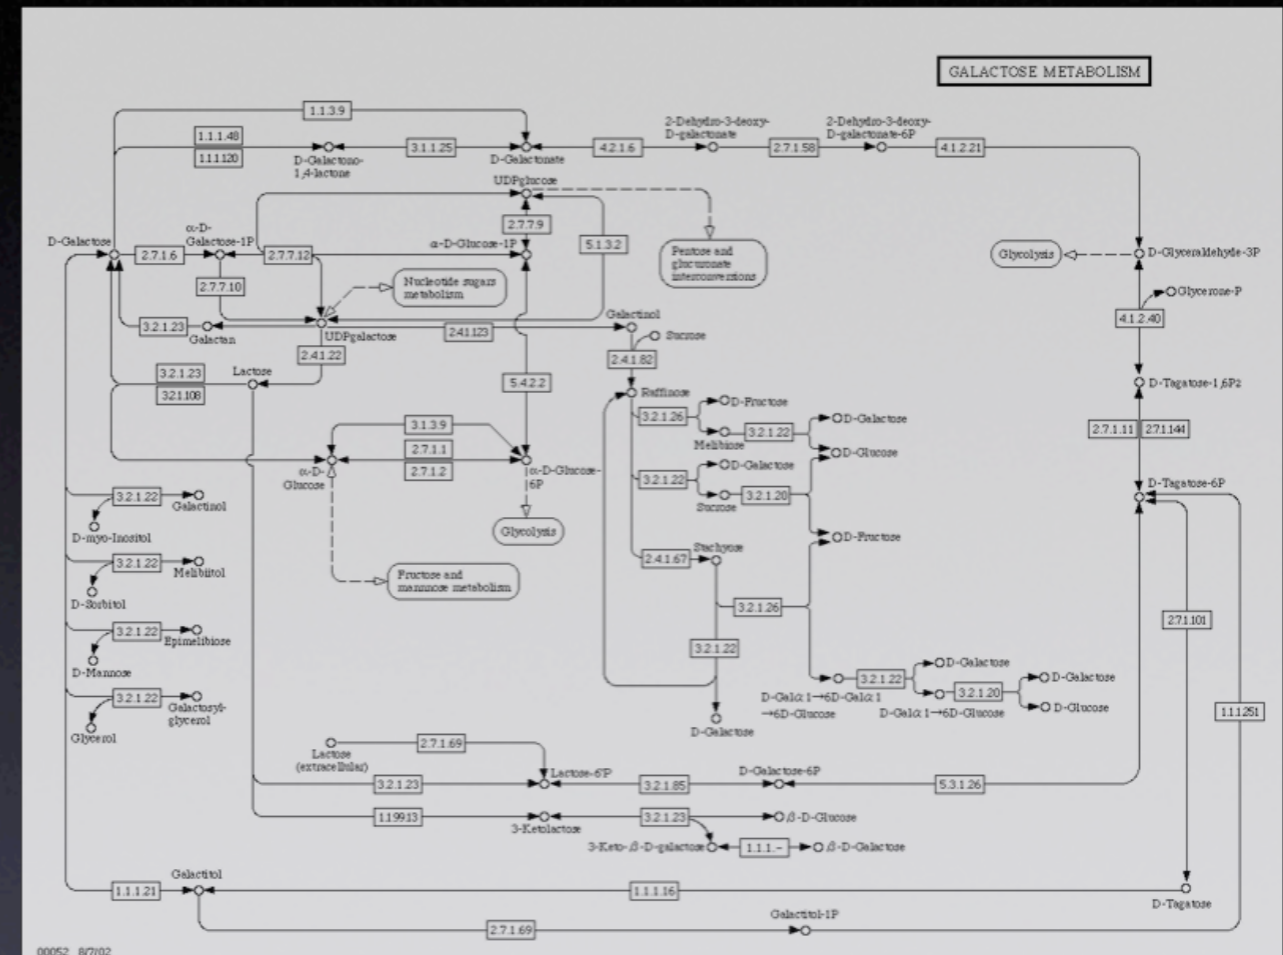 GALACTOSE METABOLISM
1.1.3.9
1.1.1.48
1.1.1.120
D-Galactono-
1,4-lactone
3.1.1.25
D-Galactonate
4.2.1.6
2-Dehydro-3-deoxy-
D-galactonate
2.7.1.58
2-Dehydro-3-deoxy-
D-galactonate-6P
4.1.2.21
UDPglucose
2.7.7.9
5.1.3.2
D-Galactose
2.7.1.6
α-D-
Galactose-1P
2.7.7.12
α-D-Glucose-1P
Pentose and
glucuronate
interconversions
Glycolysis
D-Glyceraldehyde-3P
2.7.7.10
Nucleotide sugars
metabolism
Glycerone-P
4.1.2.40
3.2.1.23
Galactan
UDPgalactose
2.4.1.123
Galactinol
Sucrose
2.4.1.22
2.4.1.82
3.2.1.23
3.2.1.108
Lactose
5.4.2.2
Raffinose
D-Tagatose-1,6P2
3.2.1.26
D-Fructose
Melibiose
3.2.1.22
D-Galactose
D-Glucose
2.7.1.11
2.7.1.144
3.1.3.9
2.7.1.1
2.7.1.2
α-D-
Glucose
α-D-Glucose-
6P
3.2.1.22
D-Galactose
Sucrose
3.2.1.20
D-Tagatose-6P
3.2.1.22
Galactinol
D-myo-Inositol
Glycolysis
D-Fructose
3.2.1.22
Melibiitol
D-Sorbitol
Fructose and
mannnose metabolism
2.4.1.67
Stachyose
3.2.1.26
2.7.1.101
3.2.1.22
Epimelibiose
D-Mannose
3.2.1.22
3.2.1.22
Galactosyl-
glycerol
Glycerol
D-Galactose
D-Galα1→6D-Galα1
→6D-Glucose
3.2.1.22
D-Galactose
D-Galα1→6D-Glucose
3.2.1.20
D-Galactose
D-Glucose
1.1.1.251
Lactose
(extracellular)
2.7.1.69
3.2.1.23
Lactose-6'P
3.2.1.85
D-Galactose-6P
5.3.1.26
1.1.99.13
3-Ketolactose
3.2.1.23
β-D-Glucose
3-Keto-β-D-galactose
1.1.1.-
β-D-Galactose
1.1.1.21
Galactitol
1.1.1.16
D-Tagatose
2.7.1.69
Galactitol-1P
00052 8/7/02